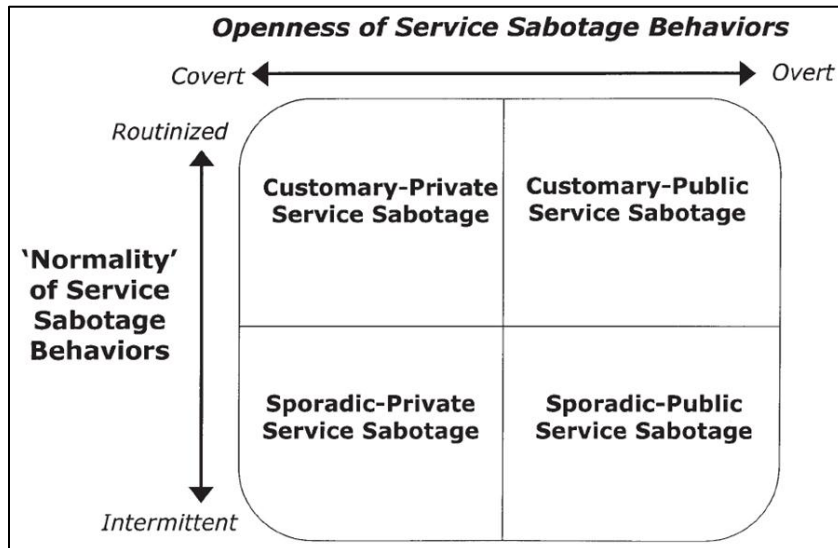 Openness of Service Sabotage Behaviors
Covert
Overt
Routinized
Customary-Private
Service Sabotage
Customary-Public
Service Sabotage
‘Normality’
of Service
Sabotage
Behaviors
Sporadic-Private
Service Sabotage
Sporadic-Public
Service Sabotage
Intermittent